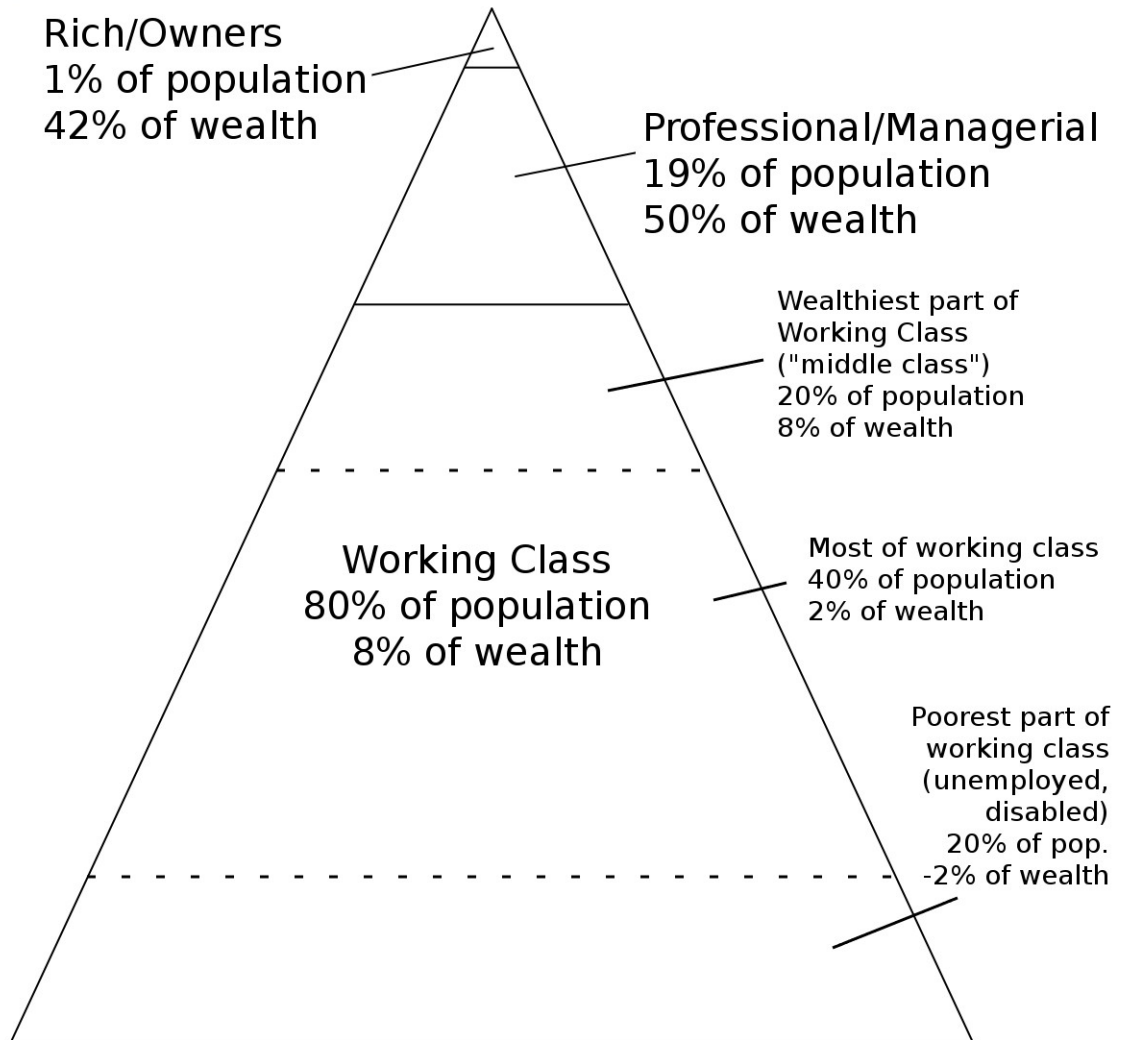 Rich/Owners
1% of population
42% of wealth
Professional/Managerial
19% of population
50% of wealth
Wealthiest part of
Working Class
("middle class")
20% of population
8% of wealth
Working Class
80% of population
8% of wealth
Most of working class
40% of population
2% of wealth
Poorest part of
working class
(unemployed,
disabled)
20% of pop.
-2% of wealth